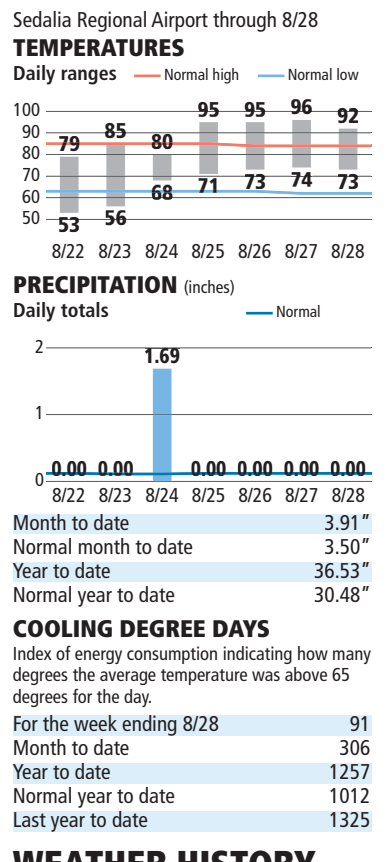 Sedalia Regional Airport through 8/28
TEMPERATURES
Daily ranges Normal high Normal low
100
90
80
70
60
50
79 85 80 95 95 96 92
53 56 68 71 73 74 73
8/22 8/23 8/24 8/25 8/26 8/27 8/28
PRECIPITATION (inches)
Daily totals Normal
2
1
0
1.69
0.00 0.00 0.00 0.00 0.00 0.00
8/22 8/23 8/24 8/25 8/26 8/27 8/28
Month to date 3.91"
Normal month to date 3.50"
Year to date 36.53"
Normal year to date 30.48"
COOLING DEGREE DAYS
Index of energy consumption indicating how many
degrees the average temperature was above 65
degrees for the day.
For the week ending 8/28 91
Month to date 306
Year to date 1257
Normal year to date 1012
Last year to date 1325
WEATHER HISTORY